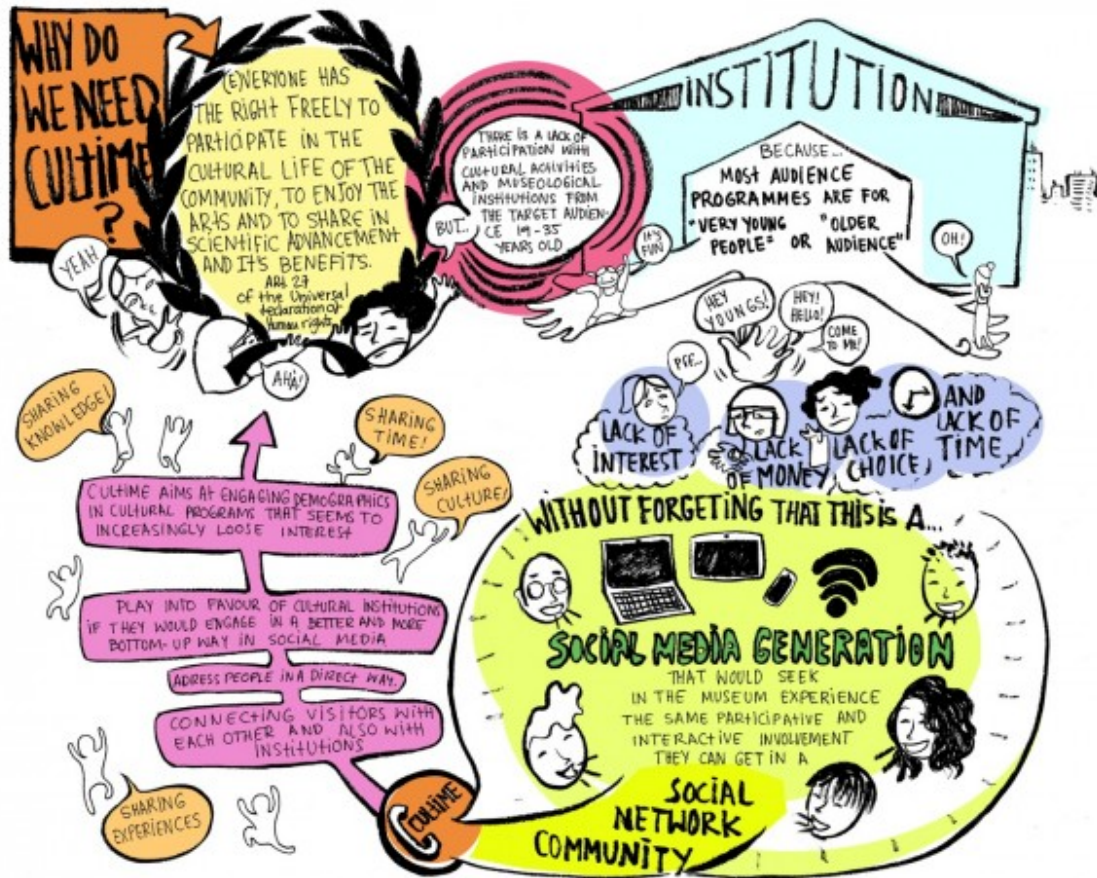 WHY DO
WE NEED
CULTIME
?
(E)VERYONE HAS
THE RIGHT FREELY TO
PARTICIPATE IN THE
CULTURAL LIFE OF THE
COMMUNITY, TO ENJOY THE
ARTS AND TO SHARE IN
SCIENTIFIC ADVANCEMENT
AND IT'S BENEFITS.
Art. 27
of the Universal
declaration of
Human rights
YEAH
AHA!
BUT...
THERE IS A LACK OF
PARTICIPATION WITH
CULTURAL ACTIVITIES
AND MUSEOLOGICAL
INSTITUTIONS FROM
THE TARGET AUDIEN-
CE 19-35
YEARS OLD
INSTITUTION
BECAUSE...
MOST AUDIENCE
PROGRAMMES ARE FOR
"VERY YOUNG "OLDER
PEOPLE" OR AUDIENCE"
IT'S
FUN
OH!
HEY
YOUNGS!
HEY!
HELLO!
COME
TO ME!
PFF...
LACK OF
INTEREST
LACK
OF MONEY
LACK OF
CHOICE,
AND
LACK OF
TIME
WITHOUT FORGETING THAT THIS IS A...
SOCIAL MEDIA GENERATION
THAT WOULD SEEK
IN THE MUSEUM EXPERIENCE
THE SAME PARTICIPATIVE AND
INTERACTIVE INVOLVEMENT
THEY CAN GET IN A
SOCIAL
NETWORK
COMMUNITY
CULTIME
CONNECTING VISITORS WITH
EACH OTHER AND ALSO WITH
INSTITUTIONS
ADRESS PEOPLE IN A DIRECT WAY.
PLAY INTO FAVOUR OF CULTURAL INSTITUTIONS
IF THEY WOULD ENGAGE IN A BETTER AND MORE
BOTTOM-UP WAY IN SOCIAL MEDIA
CULTIME AIMS AT ENGAGING DEMOGRAPHICS
IN CULTURAL PROGRAMS THAT SEEMS TO
INCREASINGLY LOOSE INTEREST
SHARING
KNOWLEDGE!
SHARING
TIME!
SHARING
CULTURE!
SHARING
EXPERIENCES